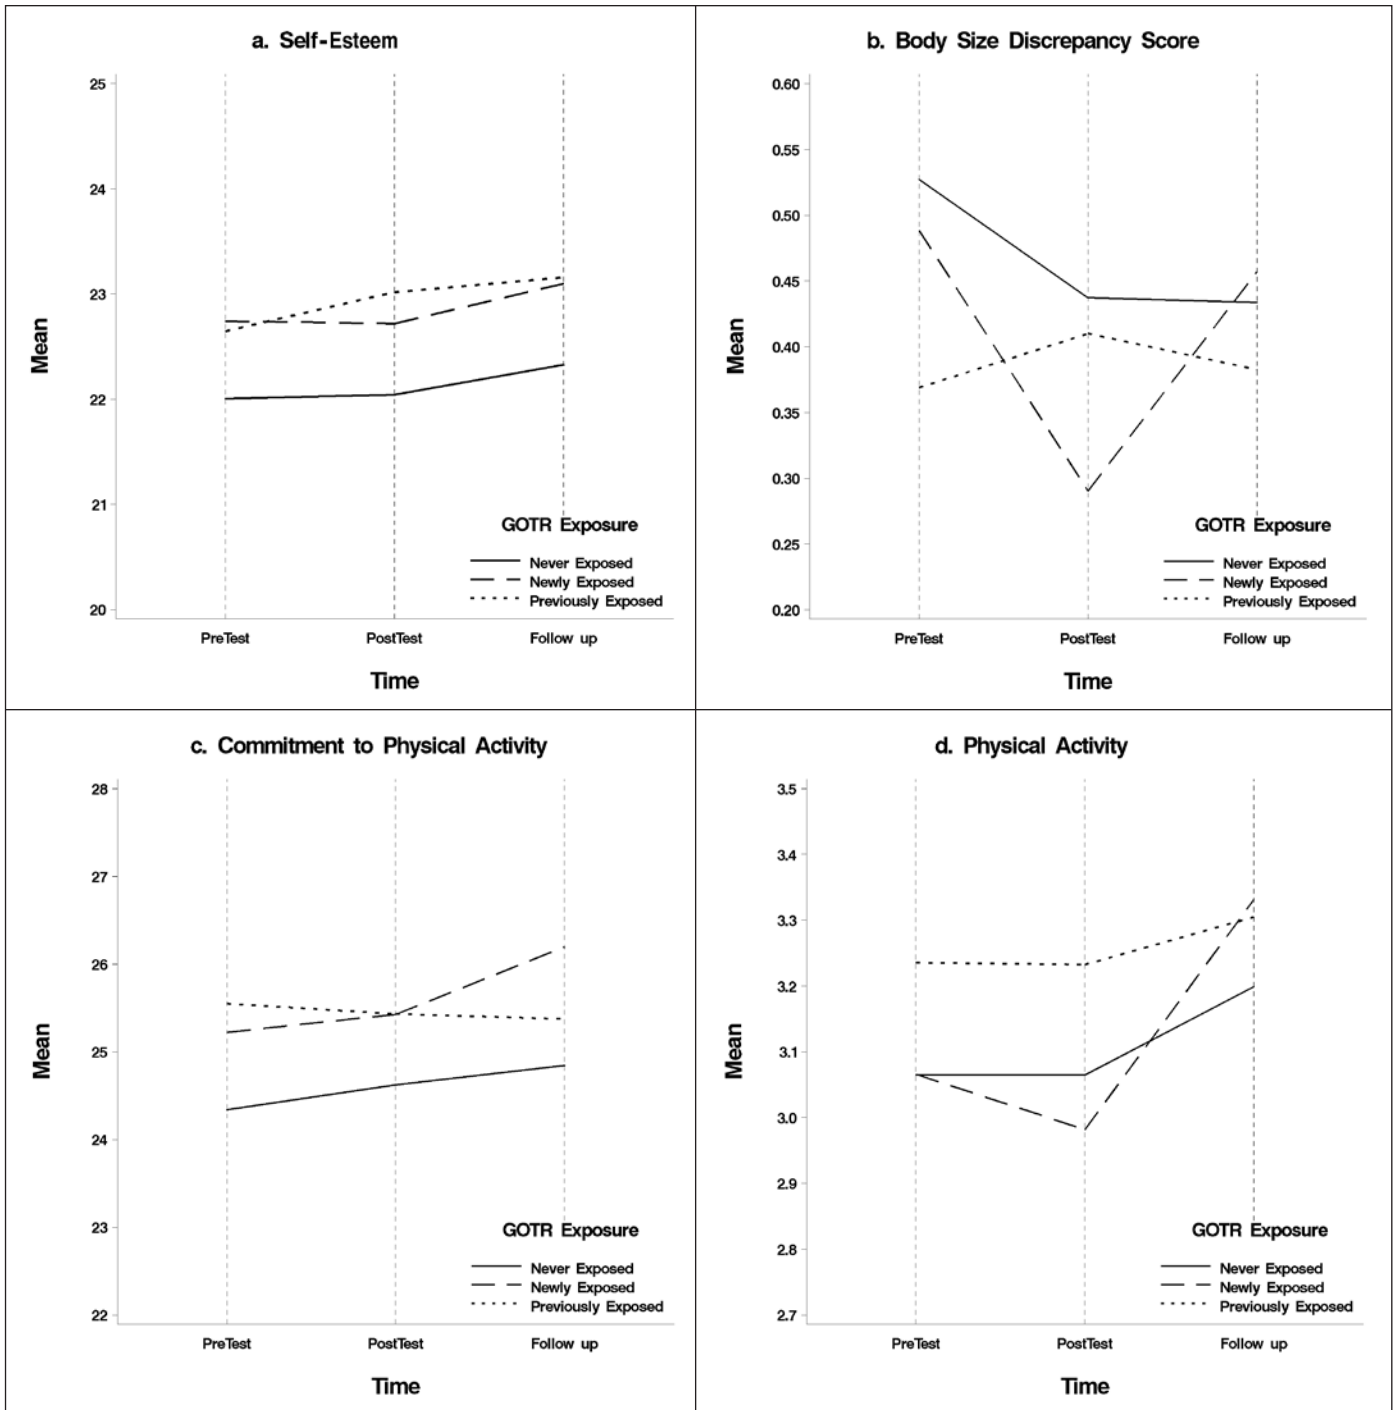 a. Self-Esteem
25
24
23
22
21
20
Mean
GOTR Exposure
Never Exposed
Newly Exposed
Previously Exposed
PreTest PostTest Follow up
Time
b. Body Size Discrepancy Score
0.60
0.55
0.50
0.45
0.40
0.35
0.30
0.25
0.20
Mean
GOTR Exposure
Never Exposed
Newly Exposed
Previously Exposed
PreTest PostTest Follow up
Time
c. Commitment to Physical Activity
28
27
26
25
24
23
22
Mean
GOTR Exposure
Never Exposed
Newly Exposed
Previously Exposed
PreTest PostTest Follow up
Time
d. Physical Activity
3.5
3.4
3.3
3.2
3.1
3.0
2.9
2.8
2.7
Mean
GOTR Exposure
Never Exposed
Newly Exposed
Previously Exposed
PreTest PostTest Follow up
Time